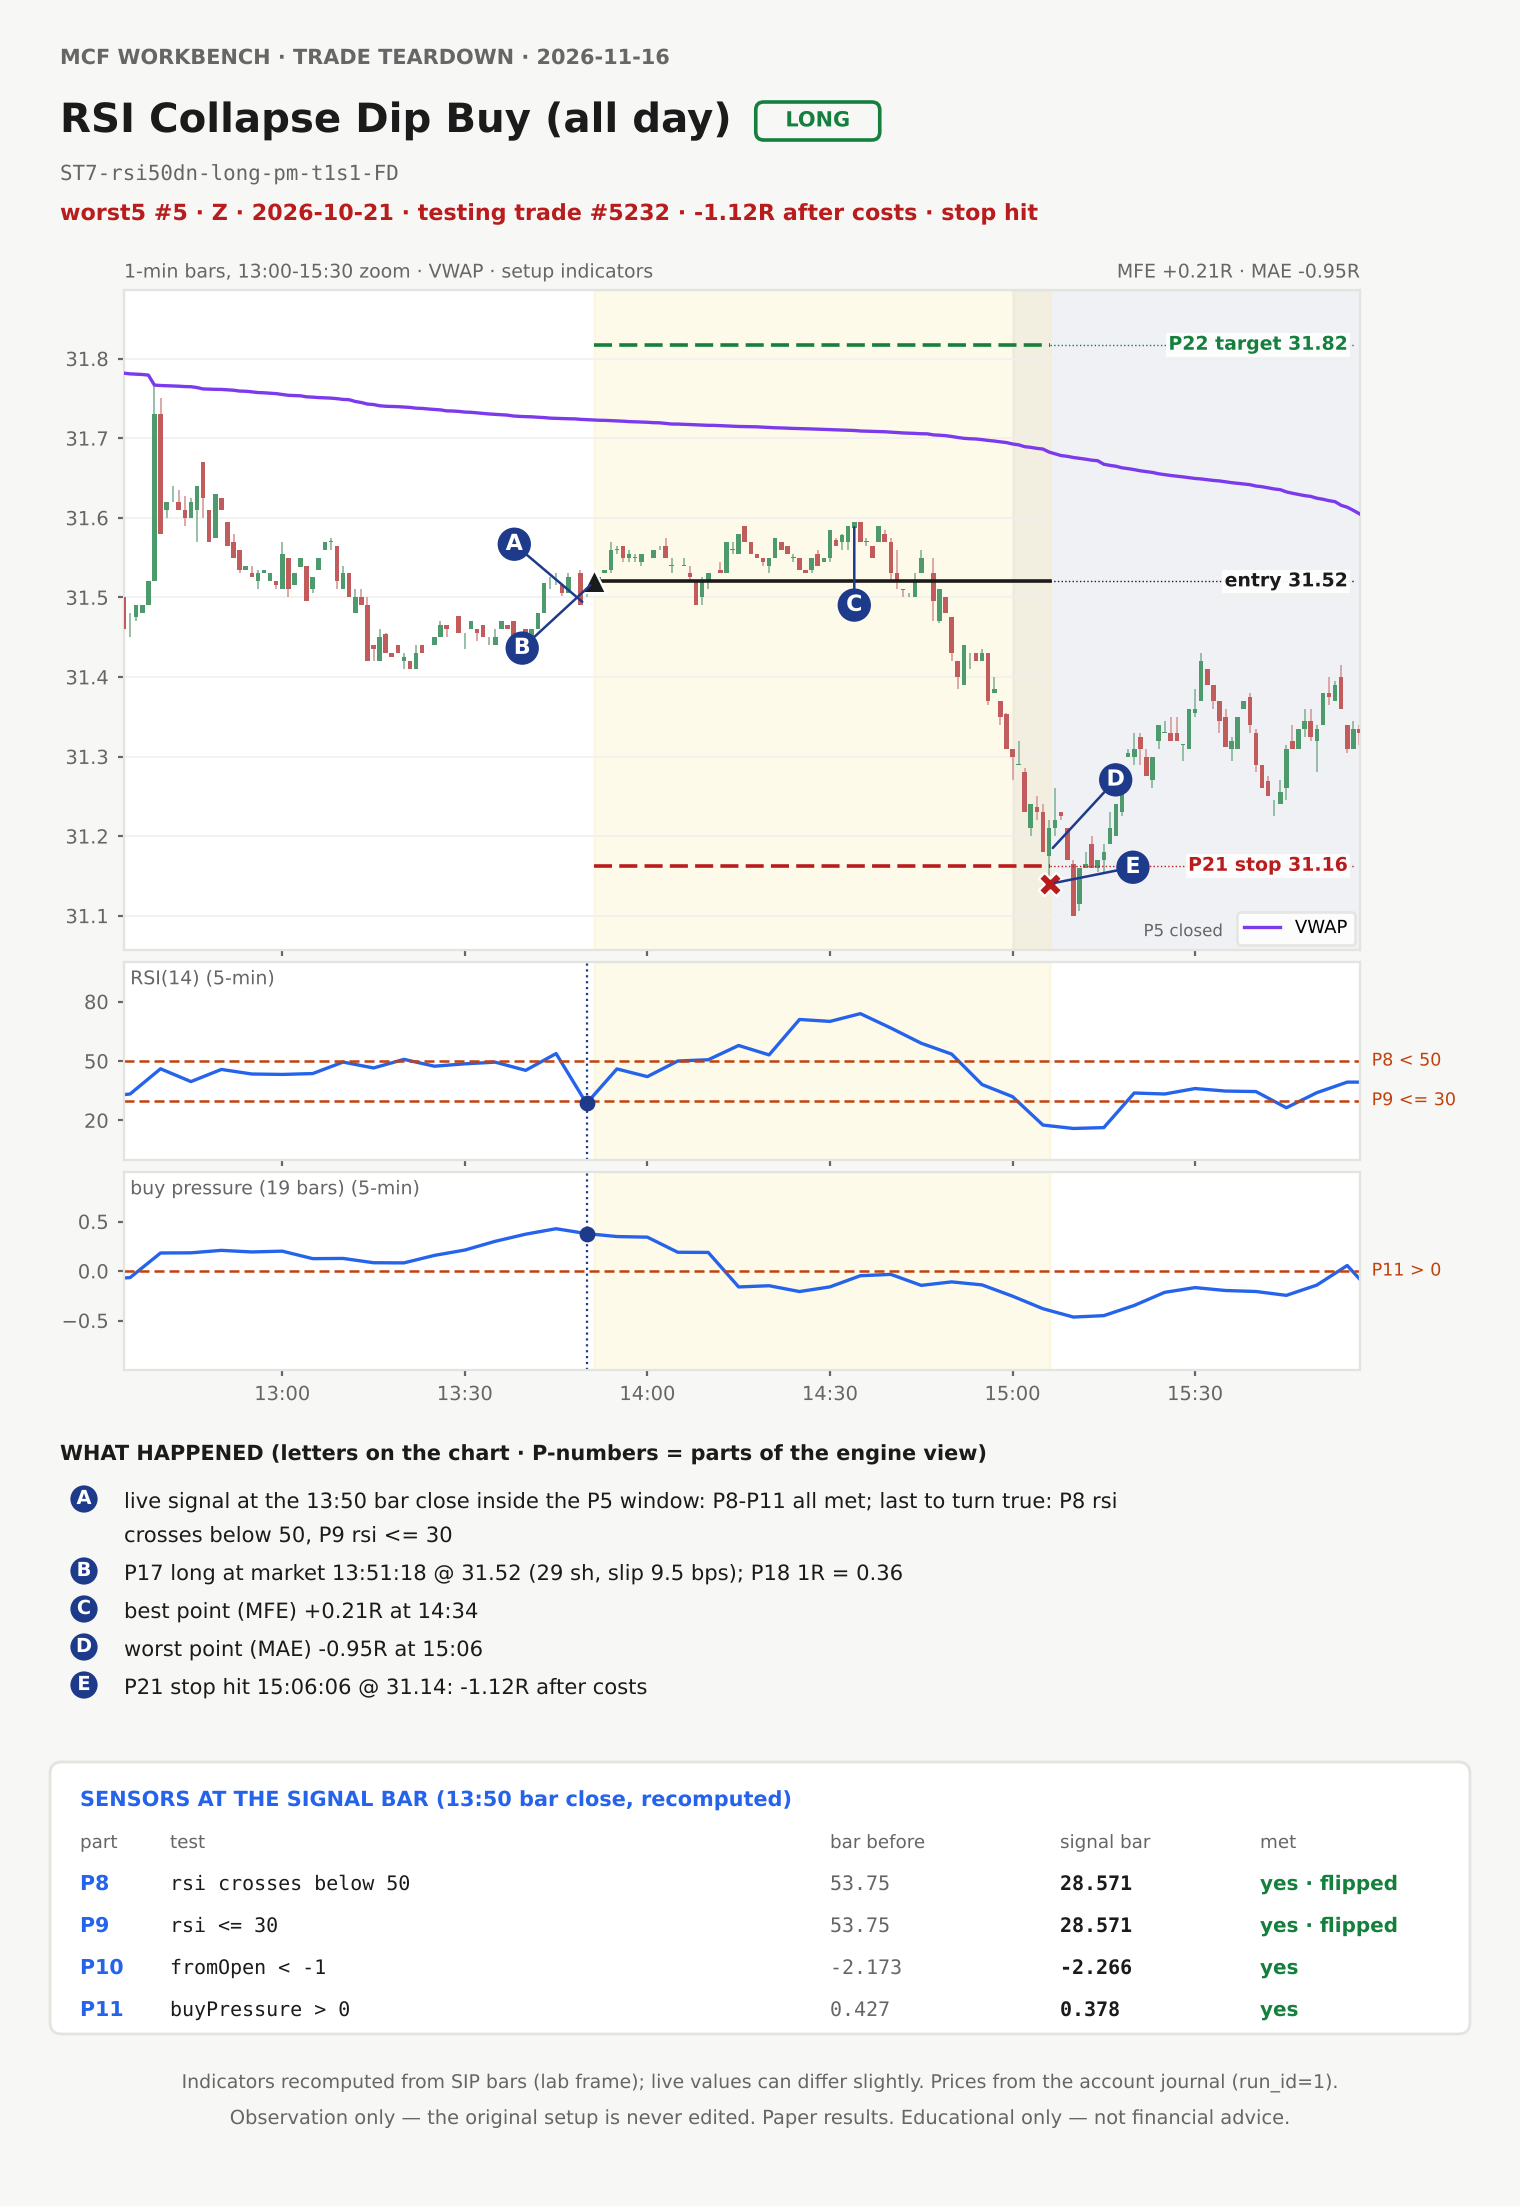 MCF WORKBENCH · TRADE TEARDOWN · 2026-11-16
RSI Collapse Dip Buy (all day) LONG
ST7-rsi50dn-long-pm-t1s1-FD
worst5 #5 · Z · 2026-10-21 · testing trade #5232 · -1.12R after costs · stop hit
1-min bars, 13:00-15:30 zoom · VWAP · setup indicators MFE +0.21R · MAE -0.95R
31.8
31.7
31.6
31.5
31.4
31.3
31.2
31.1
P22 target 31.82
A
B
C
entry 31.52
D
E
P21 stop 31.16
P5 closed
VWAP
RSI(14) (5-min)
80
50
20
P8 < 50
P9 <= 30
buy pressure (19 bars) (5-min)
0.5
0.0
−0.5
P11 > 0
13:00 13:30 14:00 14:30 15:00 15:30
WHAT HAPPENED (letters on the chart · P-numbers = parts of the engine view)
A live signal at the 13:50 bar close inside the P5 window: P8-P11 all met; last to turn true: P8 rsi
crosses below 50, P9 rsi <= 30
B P17 long at market 13:51:18 @ 31.52 (29 sh, slip 9.5 bps); P18 1R = 0.36
C best point (MFE) +0.21R at 14:34
D worst point (MAE) -0.95R at 15:06
E P21 stop hit 15:06:06 @ 31.14: -1.12R after costs
SENSORS AT THE SIGNAL BAR (13:50 bar close, recomputed)
part test bar before signal bar met
P8 rsi crosses below 50 53.75 28.571 yes · flipped
P9 rsi <= 30 53.75 28.571 yes · flipped
P10 fromOpen < -1 -2.173 -2.266 yes
P11 buyPressure > 0 0.427 0.378 yes
Indicators recomputed from SIP bars (lab frame); live values can differ slightly. Prices from the account journal (run_id=1).
Observation only — the original setup is never edited. Paper results. Educational only — not financial advice.